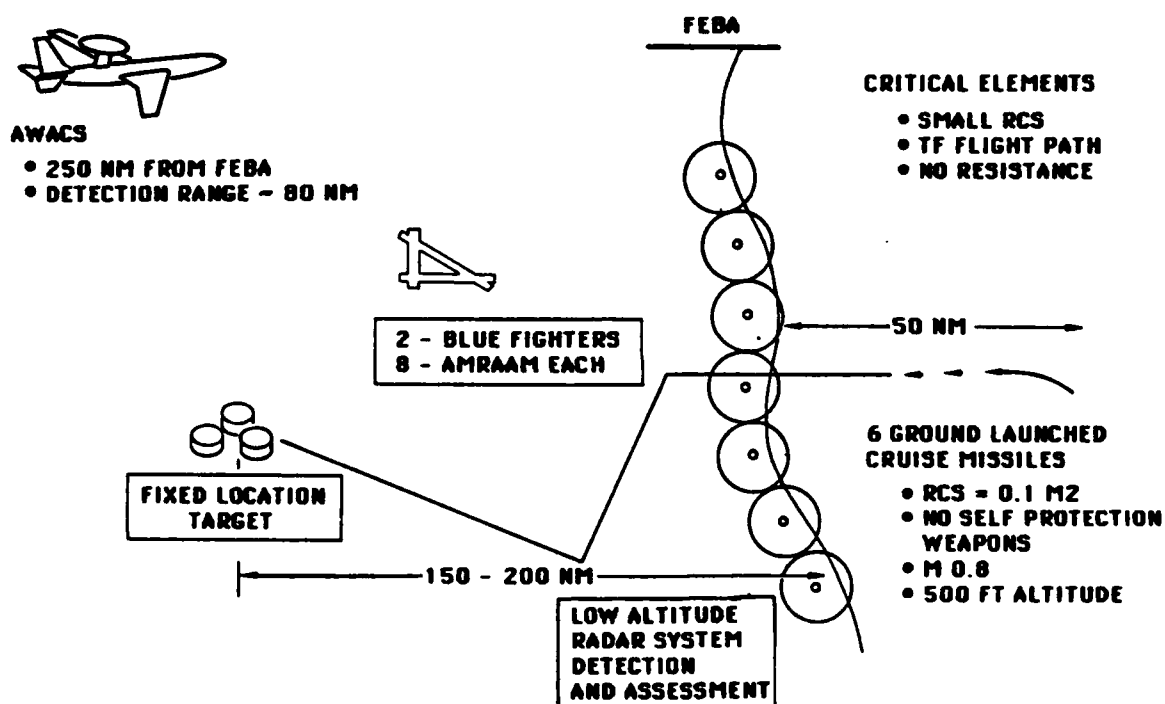 FEBA
CRITICAL ELEMENTS
• SMALL RCS
• TF FLIGHT PATH
• NO RESISTANCE
AWACS
• 250 NM FROM FEBA
• DETECTION RANGE ~ 80 NM
2 - BLUE FIGHTERS
8 - AMRAAM EACH
50 NM
6 GROUND LAUNCHED
CRUISE MISSILES
• RCS = 0.1 M2
• NO SELF PROTECTION
WEAPONS
• M 0.8
• 500 FT ALTITUDE
FIXED LOCATION
TARGET
150 - 200 NM
LOW ALTITUDE
RADAR SYSTEM
DETECTION
AND ASSESSMENT